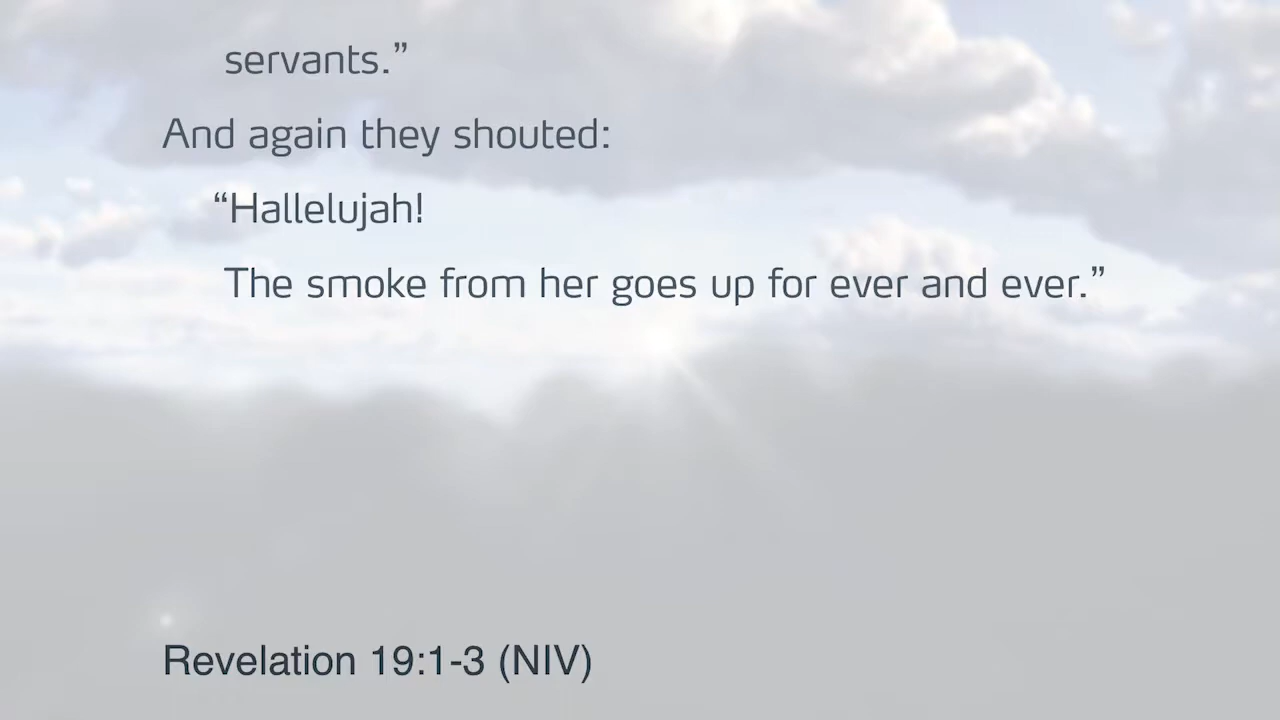 servants.”
And again they shouted:
“Hallelujah!
The smoke from her goes up for ever and ever.”
Revelation 19:1-3 (NIV)